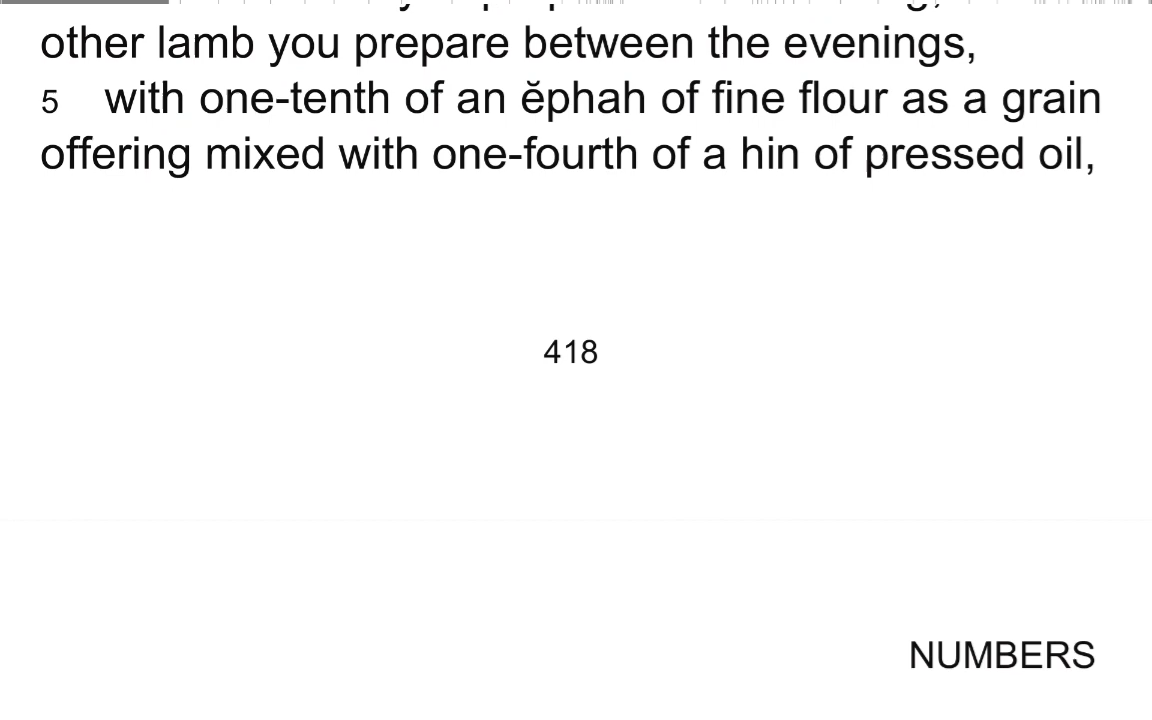 other lamb you prepare between the evenings,
5 with one-tenth of an ĕphah of fine flour as a grain
offering mixed with one-fourth of a hin of pressed oil,
418
NUMBERS